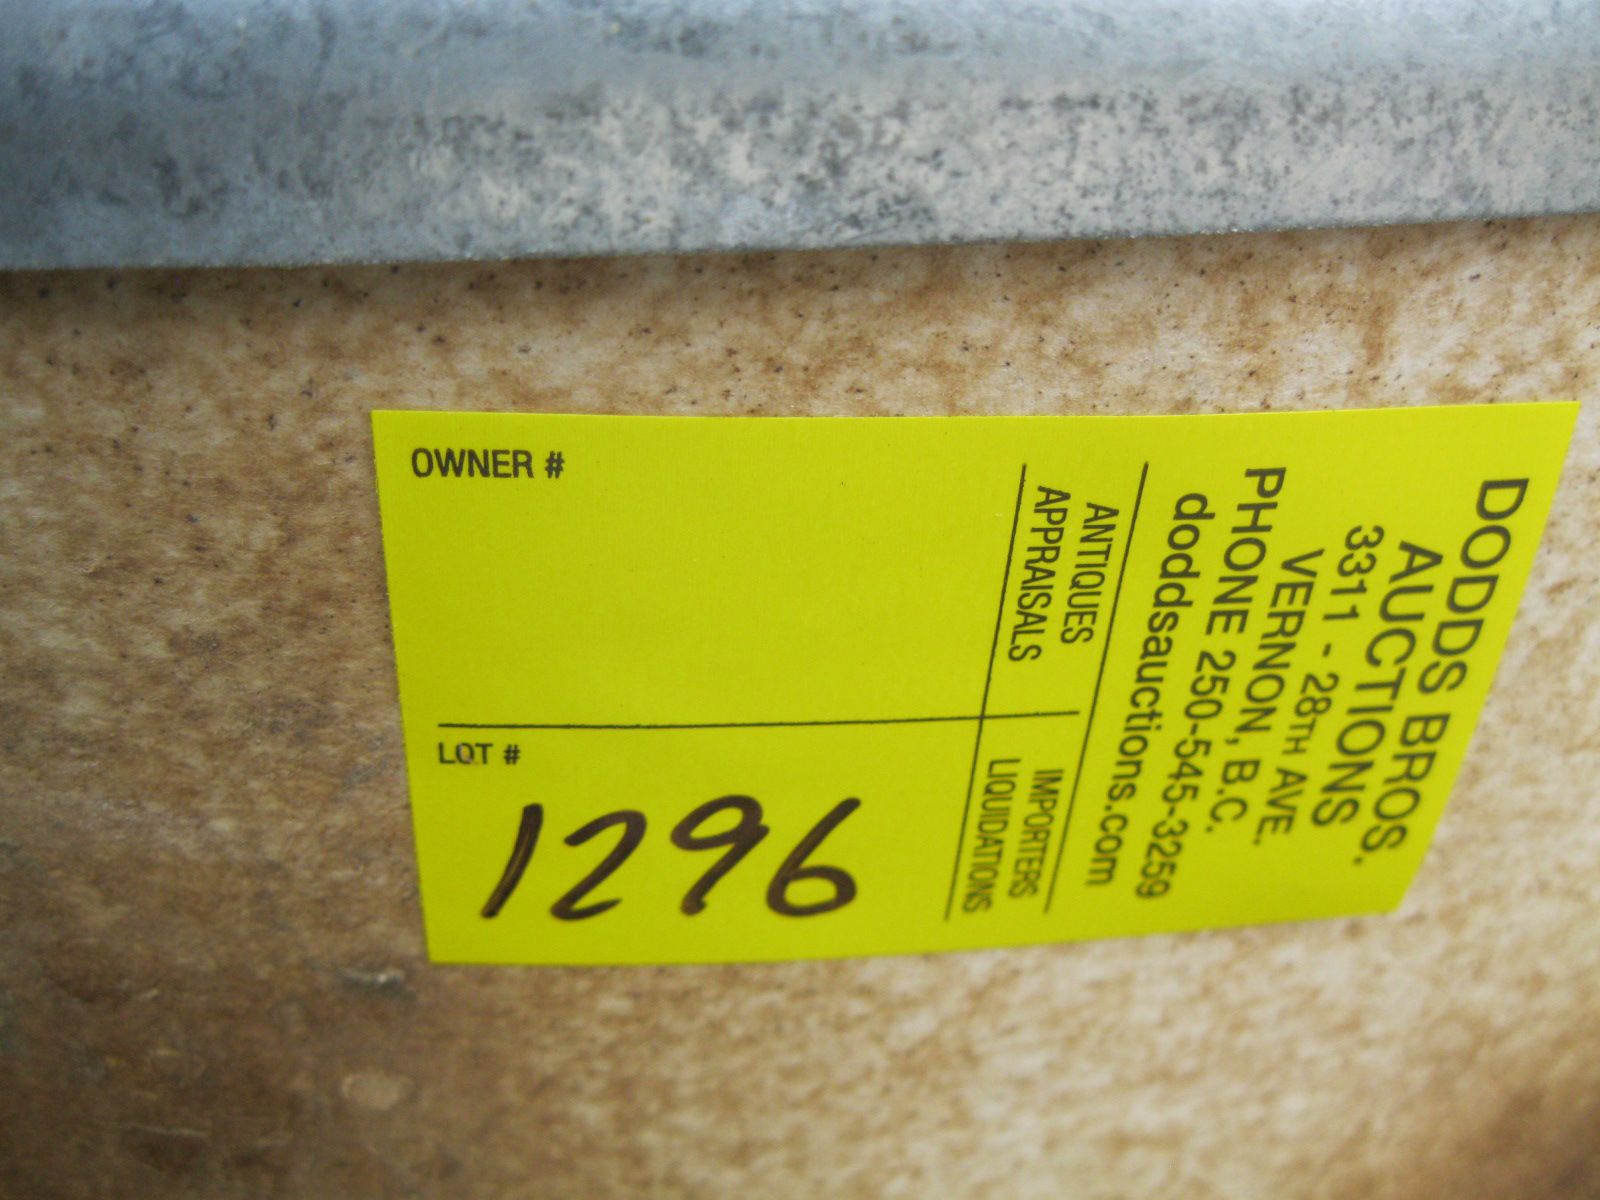 DODDS BROS.
AUCTIONS
3311 - 28TH AVE.
VERNON, B.C.
PHONE 250-545-3259
doddsauctions.com
ANTIQUES
APPRAISALS
IMPORTERS
LIQUIDATIONS
OWNER #
LOT #
1296